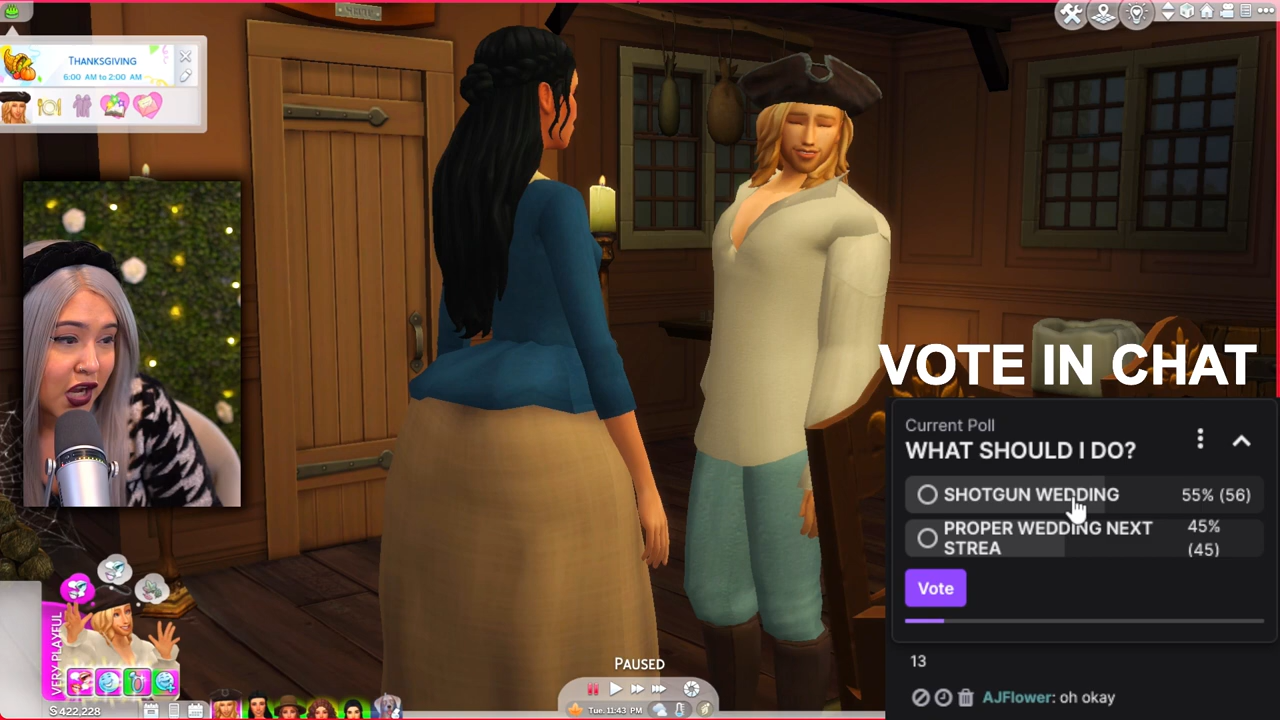 THANKSGIVING
6:00 AM to 2:00 AM
VOTE IN CHAT
Current Poll
WHAT SHOULD I DO?
SHOTGUN WEDDING 55% (56)
PROPER WEDDING NEXT STREA 45% (45)
Vote
13
AJFlower: oh okay
VERY PLAYFUL
PAUSED
$422,228
Tue. 11:43 PM